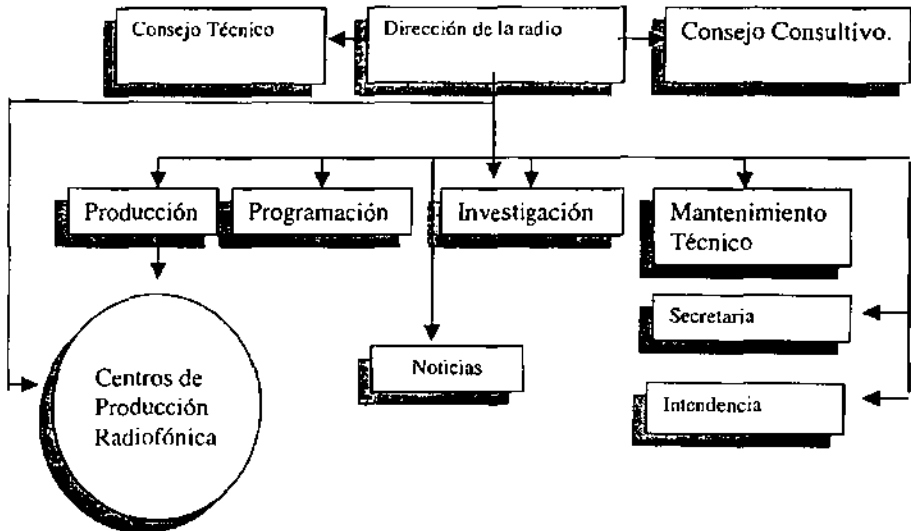 Consejo Técnico
Dirección de la radio
Consejo Consultivo.
Producción
Programación
Investigación
Mantenimiento
Técnico
Secretaria
Noticias
Intendencia
Centros de
Producción
Radiofónica